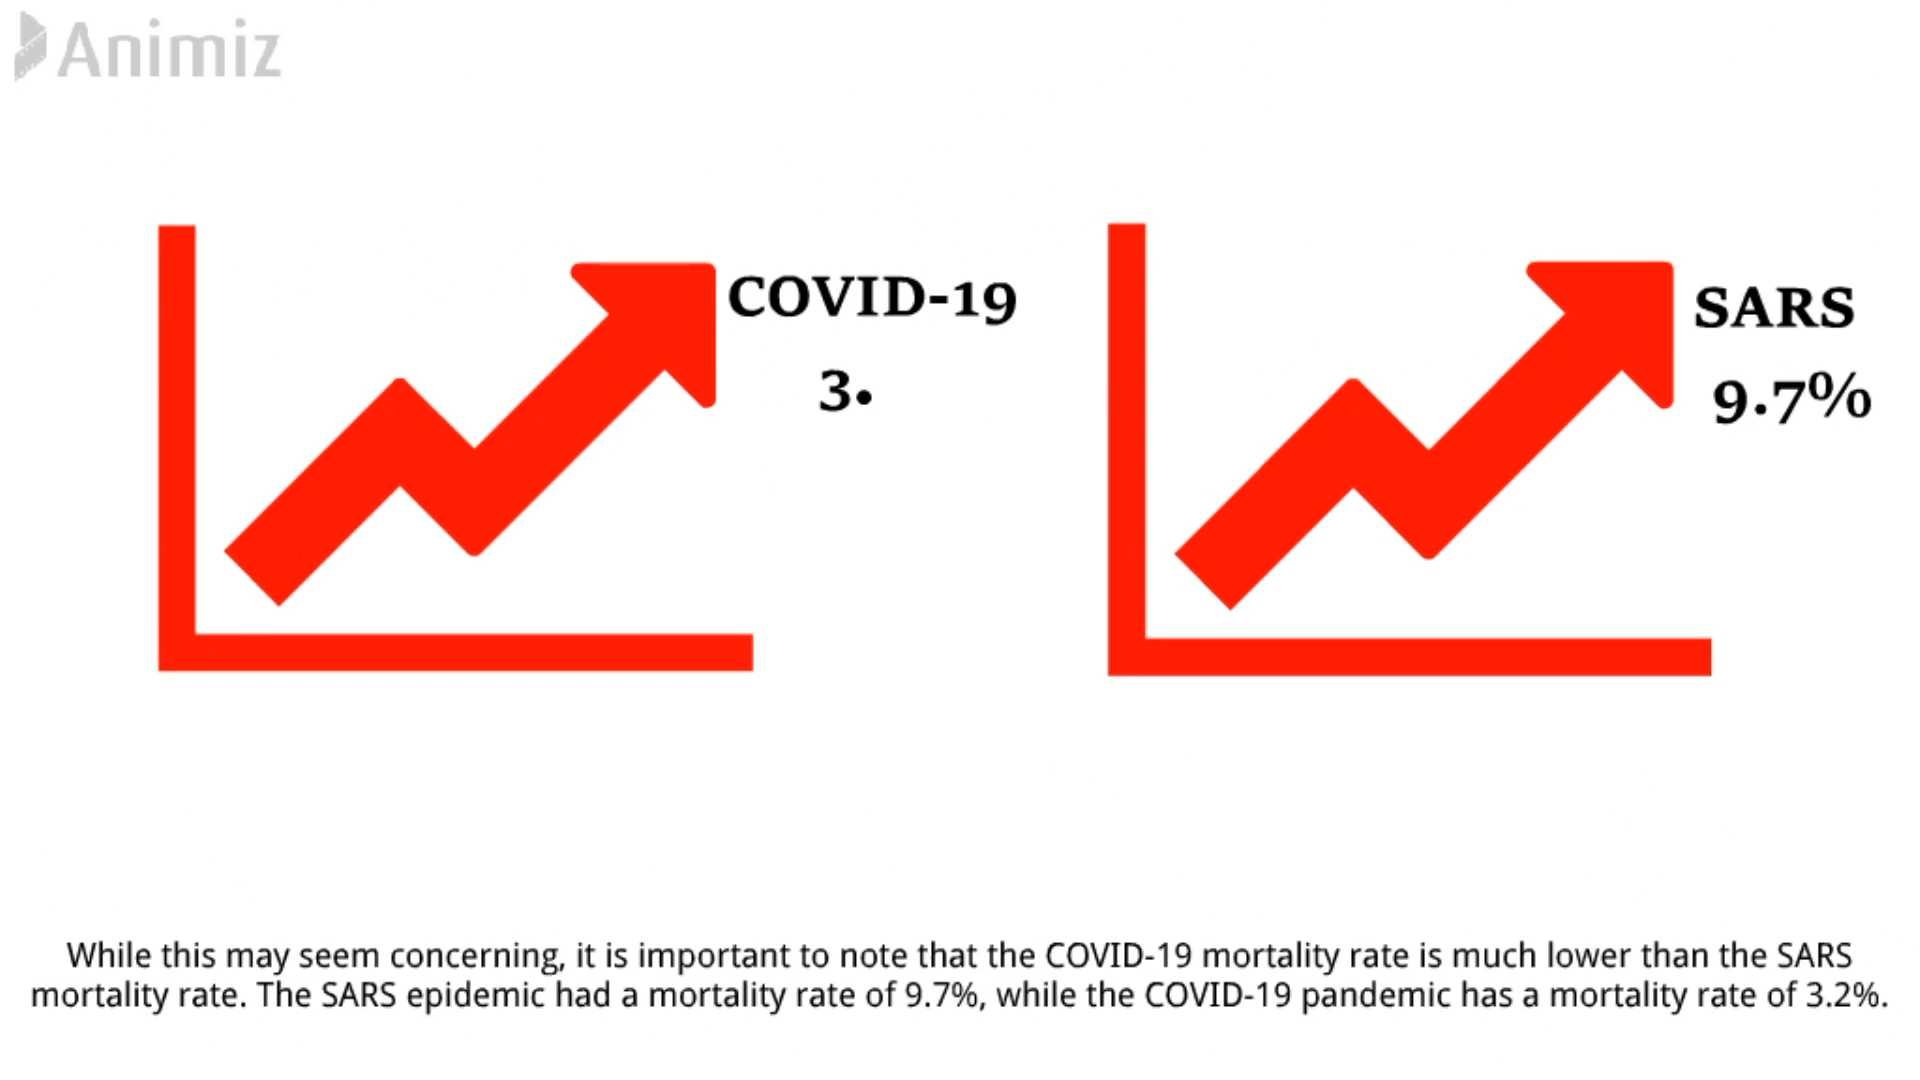 Animiz
COVID-19
3.
SARS
9.7%
While this may seem concerning, it is important to note that the COVID-19 mortality rate is much lower than the SARS
mortality rate. The SARS epidemic had a mortality rate of 9.7%, while the COVID-19 pandemic has a mortality rate of 3.2%.